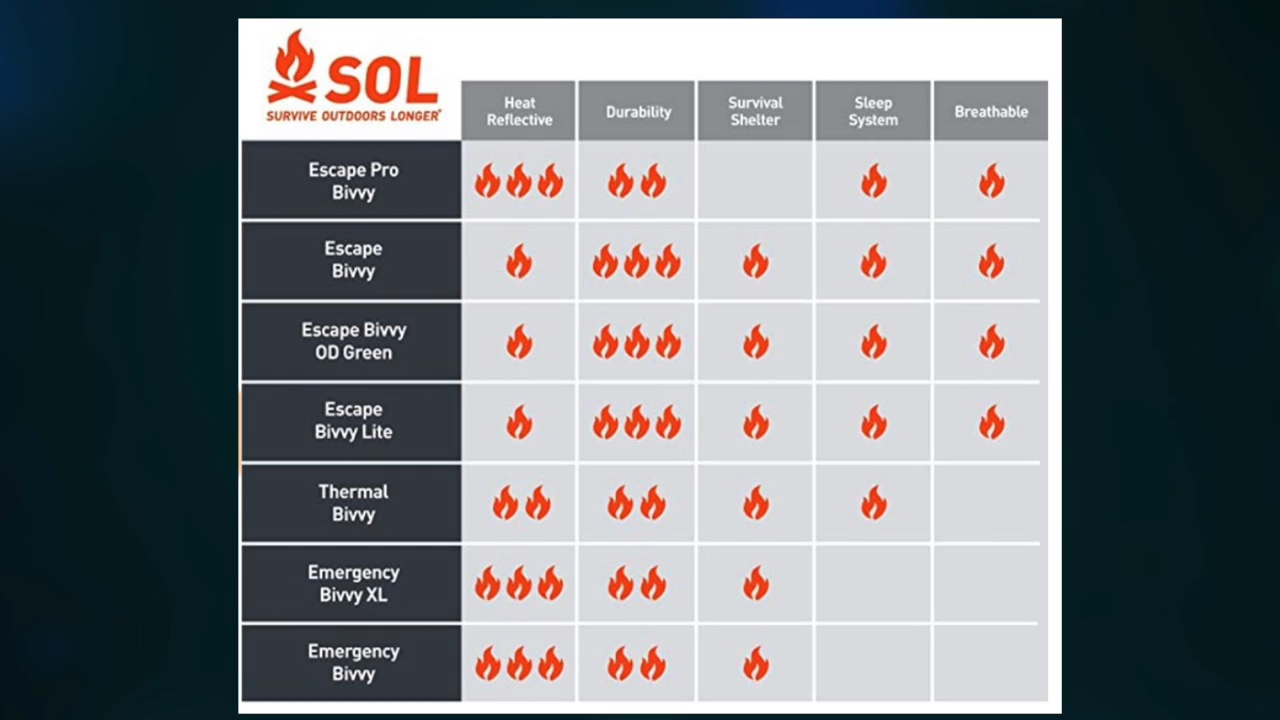 SOL
SURVIVE OUTDOORS LONGER®
Heat
Reflective
Durability
Survival
Shelter
Sleep
System
Breathable
Escape Pro
Bivvy
Escape
Bivvy
Escape Bivvy
OD Green
Escape
Bivvy Lite
Thermal
Bivvy
Emergency
Bivvy XL
Emergency
Bivvy